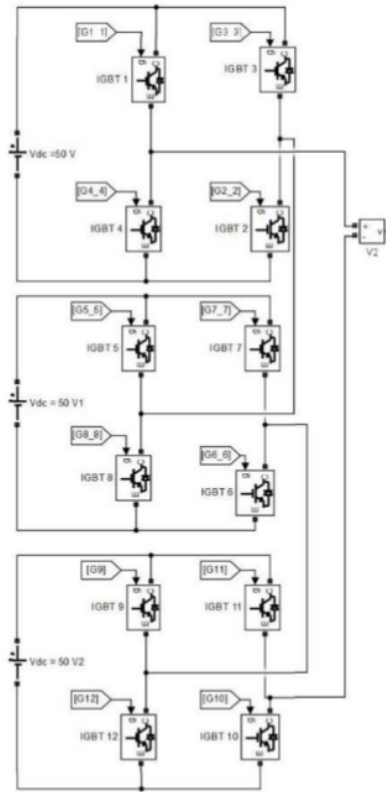 [G1_1]
[G3_3]
g C
E
IGBT 1
g C
E
IGBT 3
Vdc =50 V
[G4_4]
[G2_2]
g C
E
IGBT 4
g C
E
IGBT 2
+
-
v
V2
[G5_5]
[G7_7]
g C
E
IGBT 5
g C
E
IGBT 7
Vdc = 50 V1
[G8_8]
[G6_6]
g C
E
IGBT 8
g C
E
IGBT 6
[G9]
[G11]
g C
E
IGBT 9
g C
E
IGBT 11
Vdc = 50 V2
[G12]
[G10]
g C
E
IGBT 12
g C
E
IGBT 10